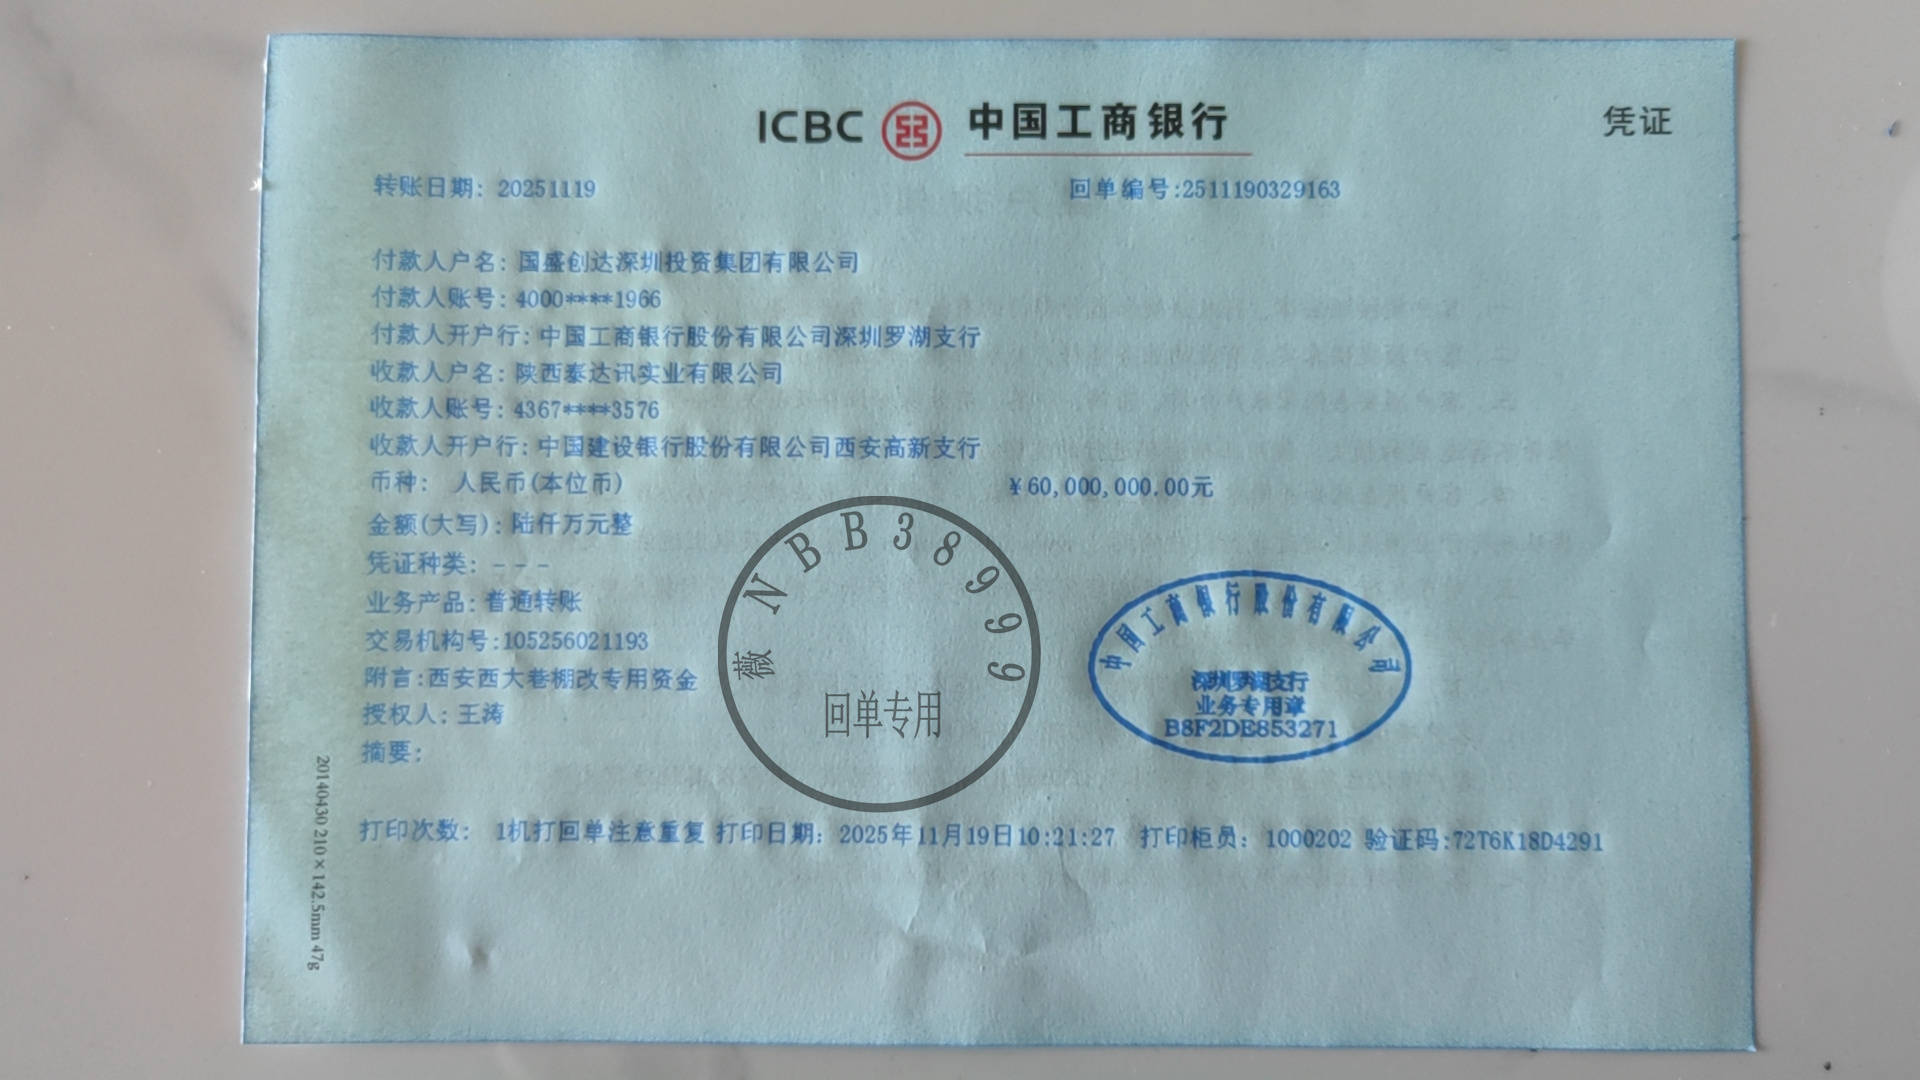 ICBC 中国工商银行
凭证
转账日期: 20251119 回单编号:2511190329163
付款人户名: 国盛创达深圳投资集团有限公司
付款人账号: 4000****1966
付款人开户行: 中国工商银行股份有限公司深圳罗湖支行
收款人户名: 陕西泰达讯实业有限公司
收款人账号: 4367****3576
收款人开户行: 中国建设银行股份有限公司西安高新支行
币种: 人民币(本位币) ¥60,000,000.00元
金额(大写): 陆仟万元整
凭证种类: ---
业务产品: 普通转账
交易机构号:105256021193
附言:西安西大巷棚改专用资金
授权人: 王涛
摘要:
薇NBB38999
回单专用
中国工商银行股份有限公司
深圳罗湖支行
业务专用章
B8F2DE853271
打印次数: 1机打回单注意重复 打印日期: 2025年11月19日10:21:27 打印柜员: 1000202 验证码:72T6K18D4291
20140430 210×142.5mm 47g